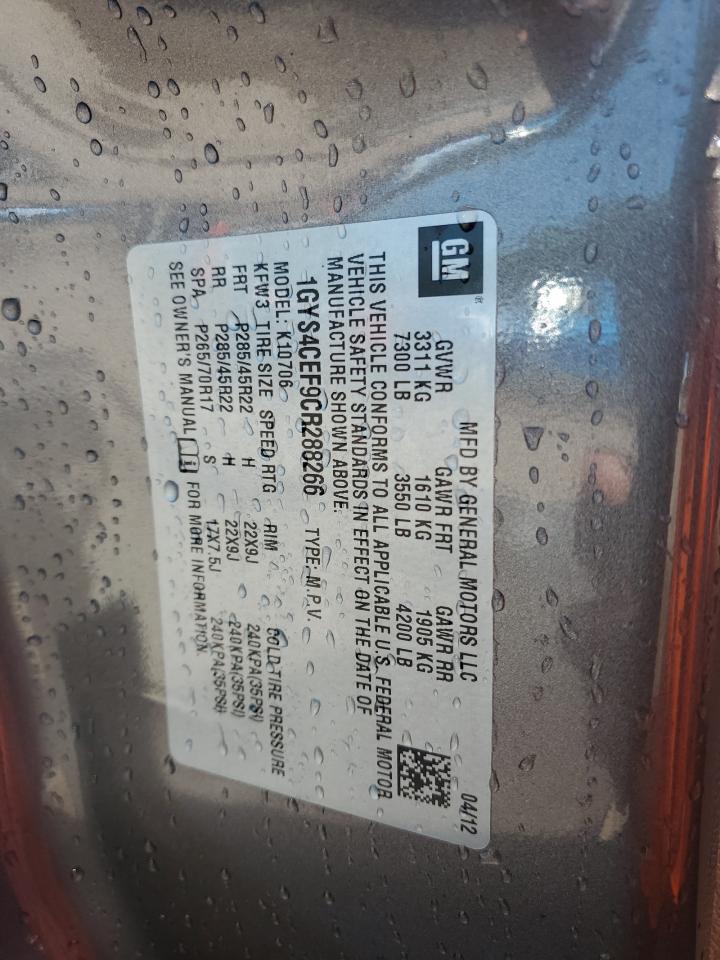 GM
MFD BY GENERAL MOTORS LLC 04/12
GVWR GAWR FRT GAWR RR
3311 KG 1610 KG 1905 KG
7300 LB 3550 LB 4200 LB
THIS VEHICLE CONFORMS TO ALL APPLICABLE U.S. FEDERAL MOTOR
VEHICLE SAFETY STANDARDS IN EFFECT ON THE DATE OF
MANUFACTURE SHOWN ABOVE.
1GYS4CEF9CR288266 TYPE: M.P.V.
MODEL: K10706
KFW3 TIRE SIZE SPEED RTG RIM COLD TIRE PRESSURE
FRT P285/45R22 H 22X9J 240KPA(35PSI)
RR P285/45R22 H 22X9J 240KPA(35PSI)
SPA P265/70R17 S 17X7.5J 240KPA(35PSI)
SEE OWNER'S MANUAL i FOR MORE INFORMATION